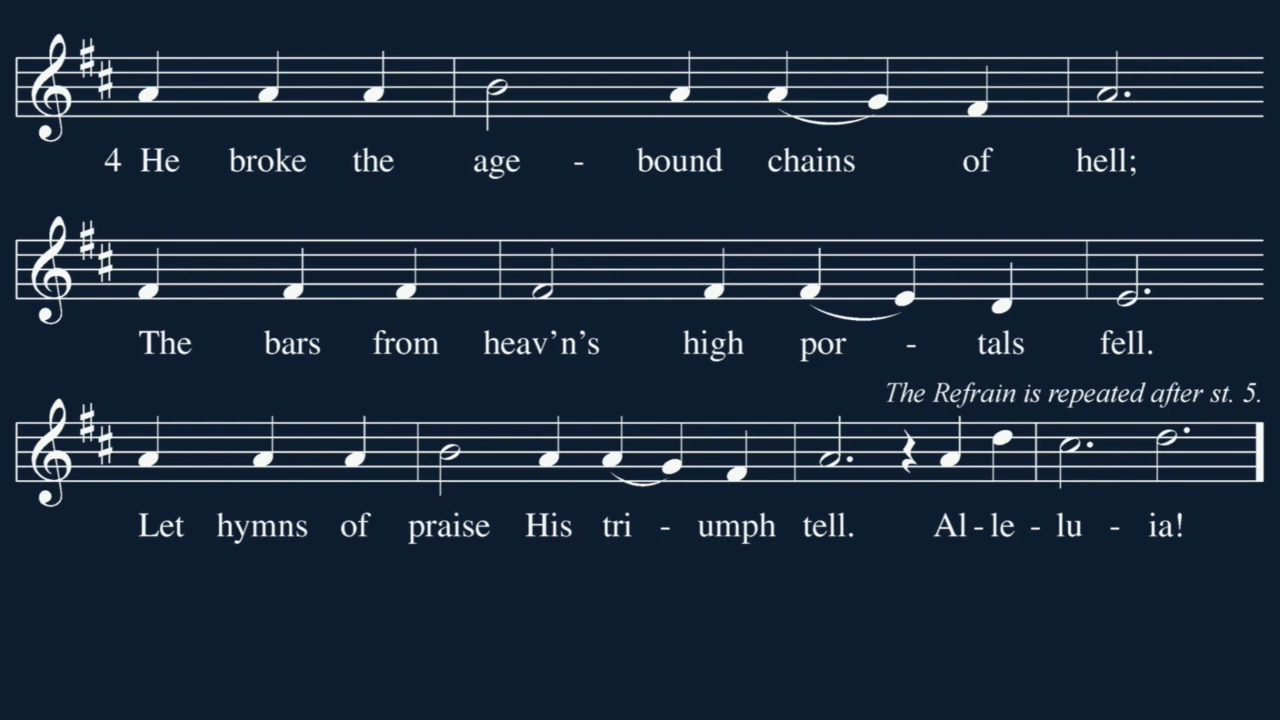 4 He broke the age - bound chains of hell;
The bars from heav’n’s high por - tals fell.
The Refrain is repeated after st. 5.
Let hymns of praise His tri - umph tell. Al - le - lu - ia!